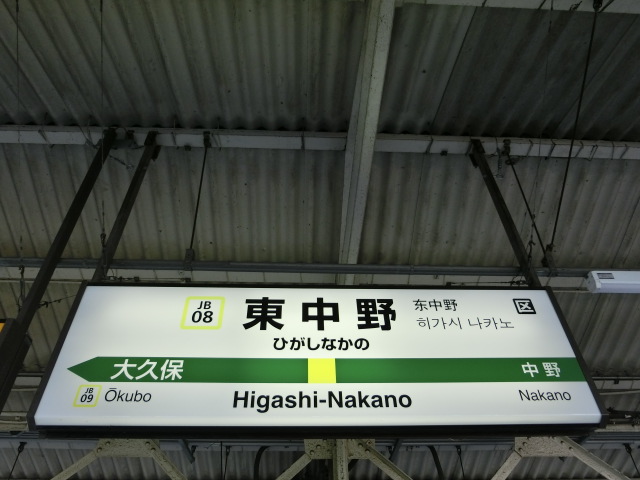 JB
08
東中野
东中野
히가시 나카노
区
ひがしなかの
大久保
中野
JB
09
Ōkubo
Higashi-Nakano
Nakano